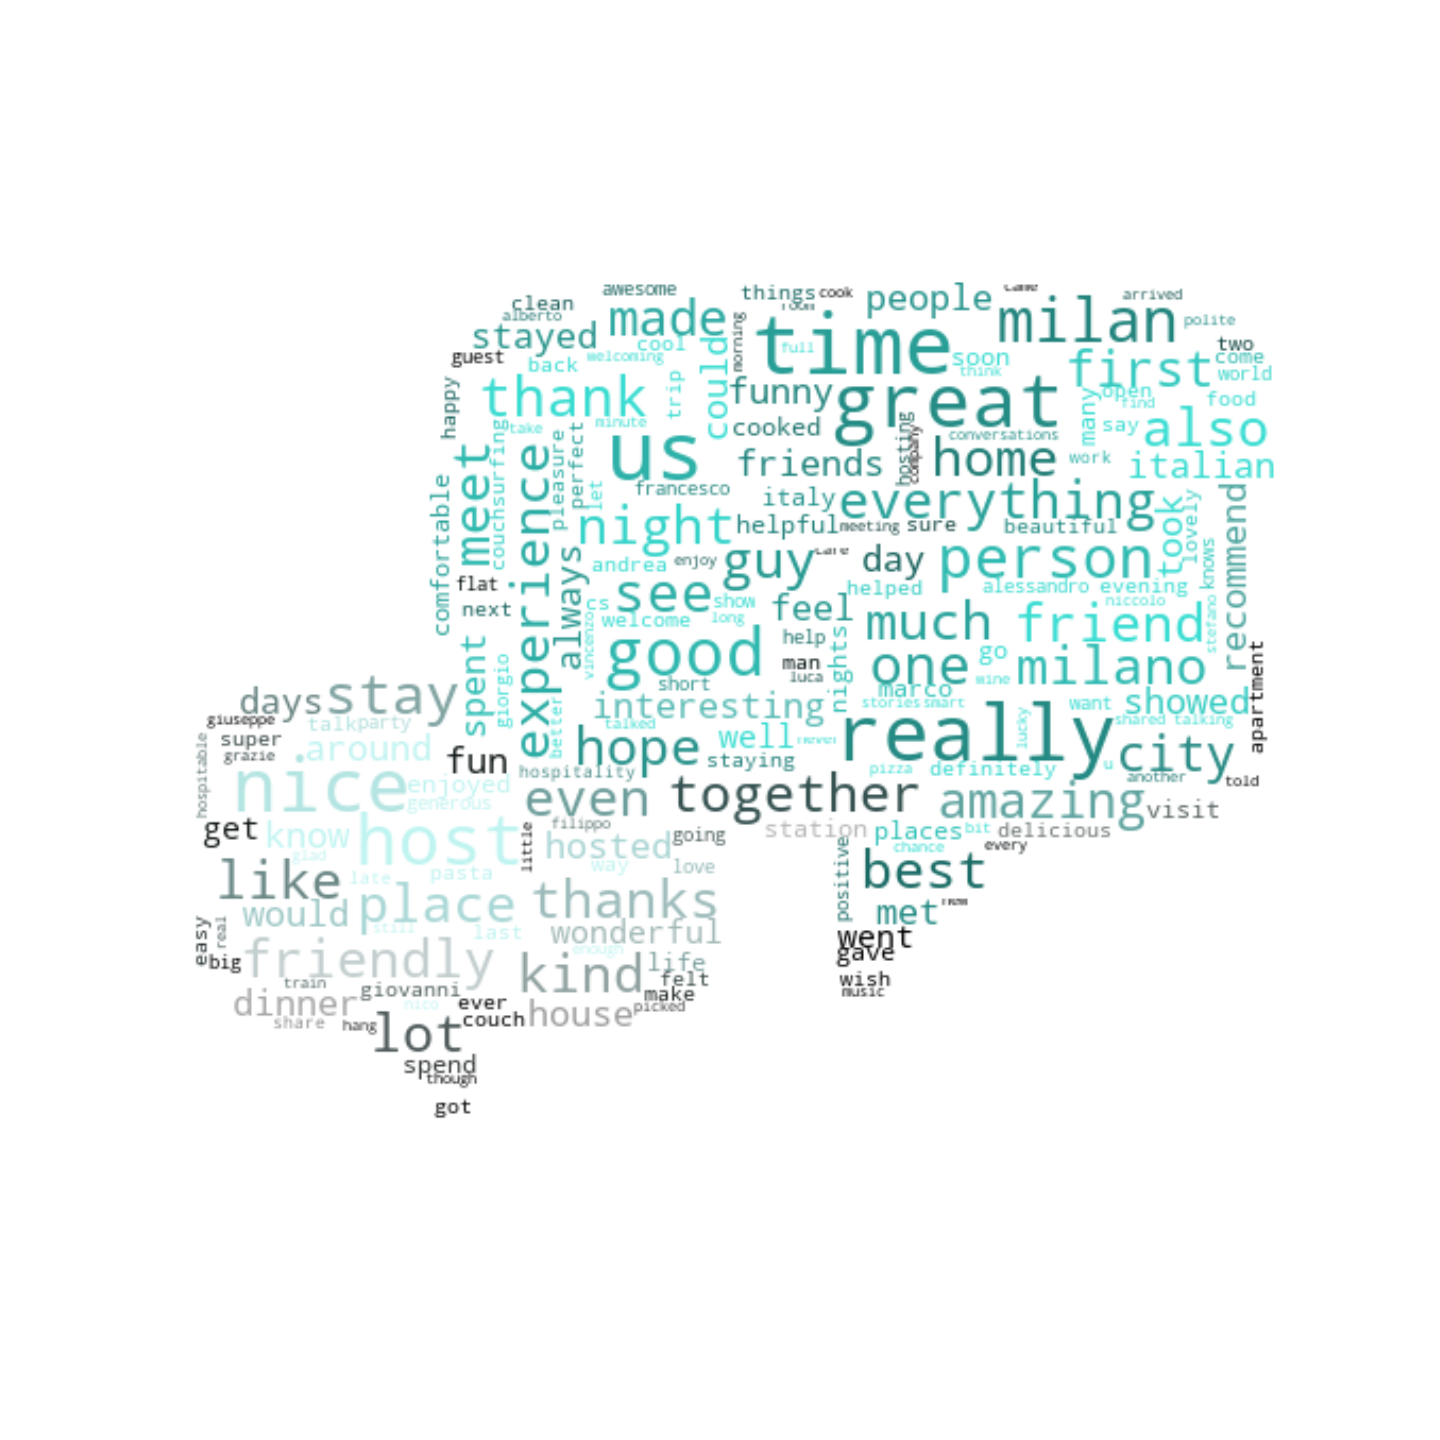 awesome
things
cook
people
arrived
clean
alberto
made
time
milan
polite
stayed
cool
morning
full
soon
think
first
two
come
world
guest
back
welcoming
could
funny
great
many
open
find
food
happy
thank
trip
minute
cooked
hosting
company
conversations
say
also
take
us
friends
home
work
italian
meet
couchsurfing
experience
pleasure
perfect
let
francesco
italy
everything
took
lovely
comfortable
night
helpful
meeting
sure
beautiful
recommend
always
andrea
enjoy
guy
day
person
knows
flat
see
show
helped
alessandro
evening
niccolo
next
cs
welcome
long
feel
much
friend
stefano
spent
giorgio
vincenzo
good
help
nights
one
go
milano
man
luca
wine
apartment
days
stay
short
marco
stories
smart
want
showed
giuseppe
talk
party
better
interesting
talked
really
lucky
shared
talking
super
grazie
around
fun
hope
well
city
hospitable
nice
enjoyed
generous
hospitality
staying
pizza
definitely
u
another
told
even
together
amazing
visit
get
know
host
little
filippo
hosted
going
station
places
bit
delicious
glad
chance
every
like
late
pasta
way
love
positive
best
would
place
thanks
met
easy
real
still
last
wonderful
went
big
friendly
enough
life
gave
train
giovanni
kind
felt
wish
dinner
nico
ever
make
music
share
hang
lot
couch
house
picked
spend
though
got